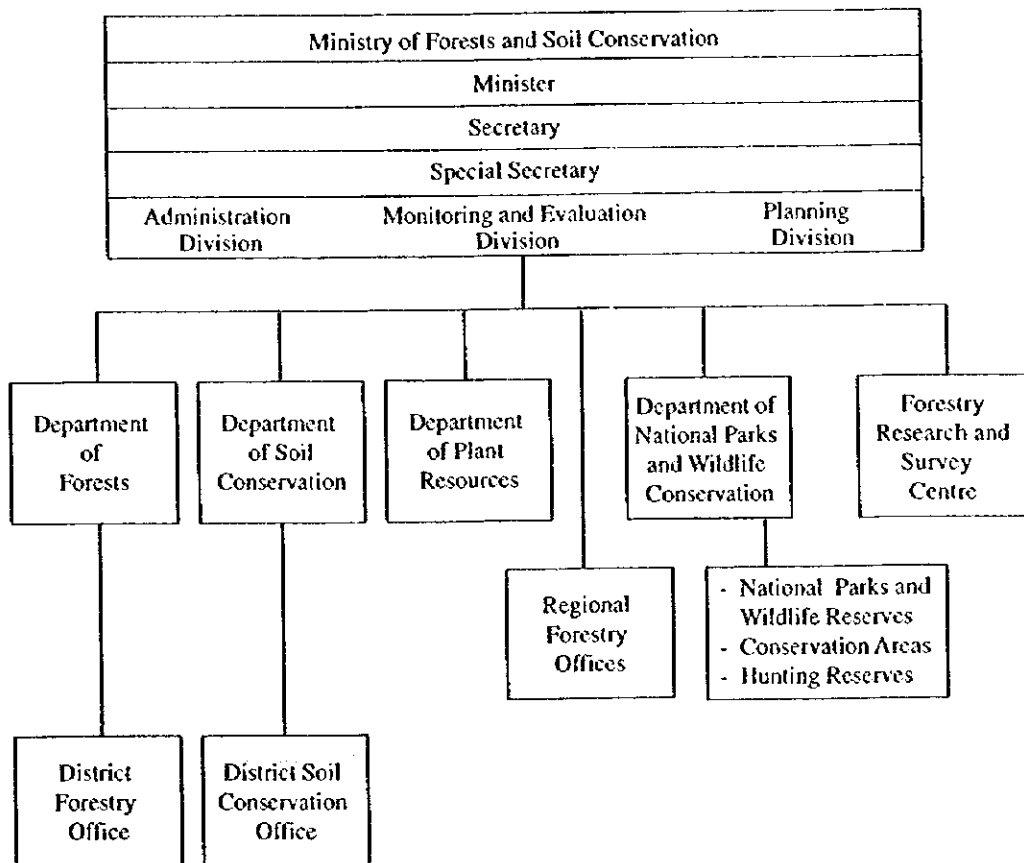 Ministry of Forests and Soil Conservation
Minister
Secretary
Special Secretary
Administration
Division
Monitoring and Evaluation
Division
Planning
Division
Department
of
Forests
Department
of Soil
Conservation
Department
of Plant
Resources
Department of
National Parks
and Wildlife
Conservation
Forestry
Research and
Survey
Centre
Regional
Forestry
Offices
- National Parks and
Wildlife Reserves
- Conservation Areas
- Hunting Reserves
District
Forestry
Office
District Soil
Conservation
Office